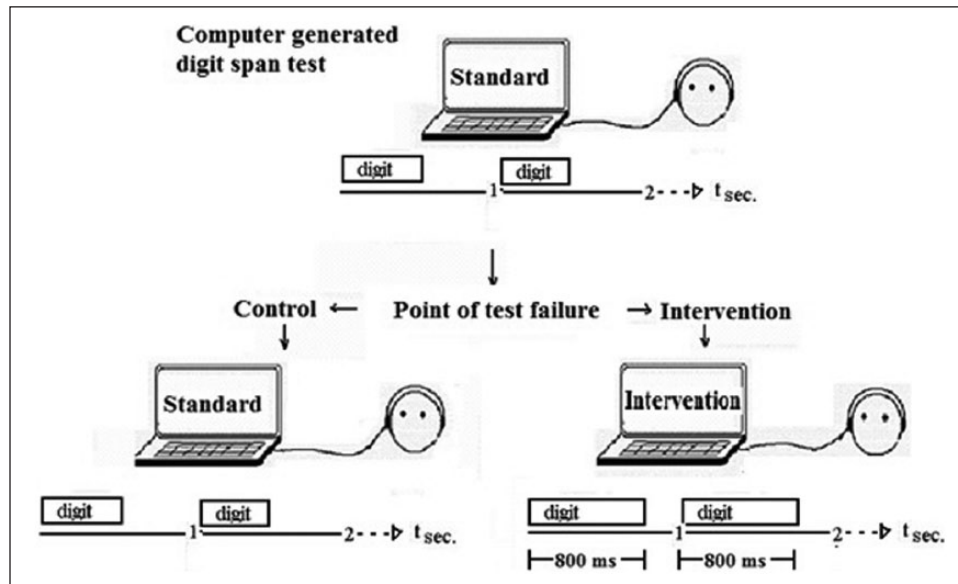 Computer generated
digit span test
Standard
digit digit
1 2 t sec.
Control ← Point of test failure → Intervention
Standard
Intervention
digit digit
1 2 t sec.
digit digit
1 2 t sec.
800 ms 800 ms